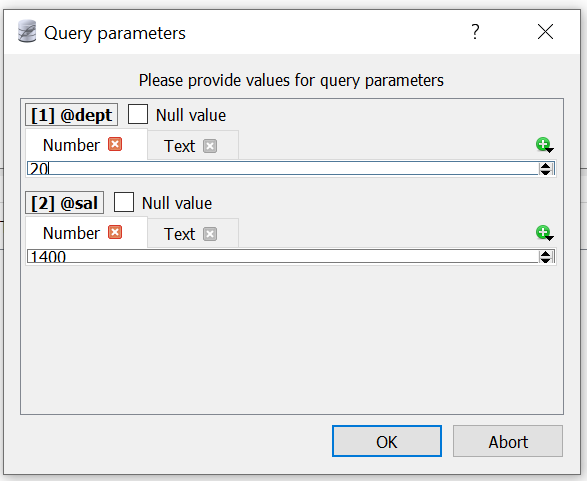 Query parameters ?
Please provide values for query parameters
[1] @dept Null value
Number Text
20
[2] @sal Null value
Number Text
1400
OK Abort